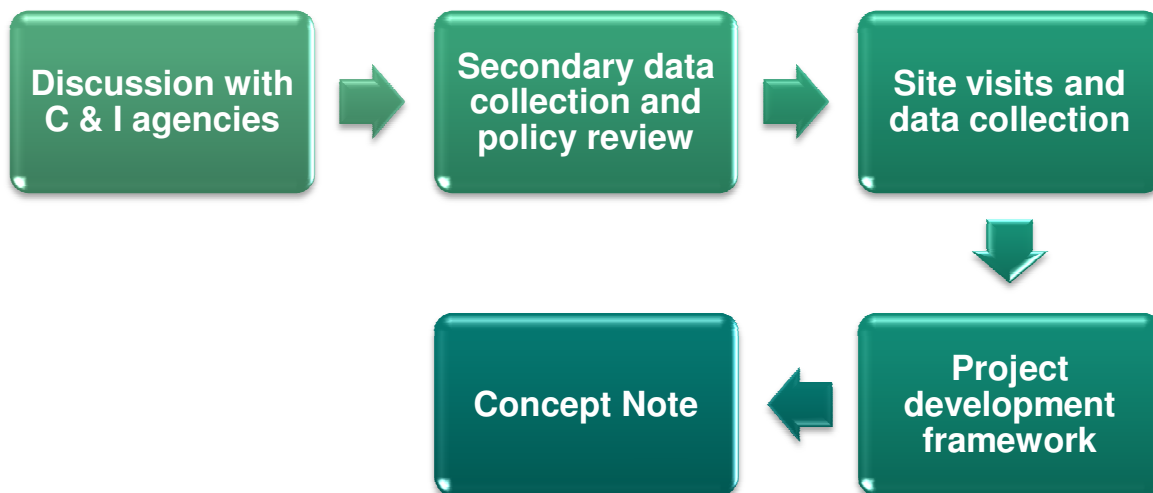 Discussion with
C & I agencies
Secondary data
collection and
policy review
Site visits and
data collection
Project
development
framework
Concept Note